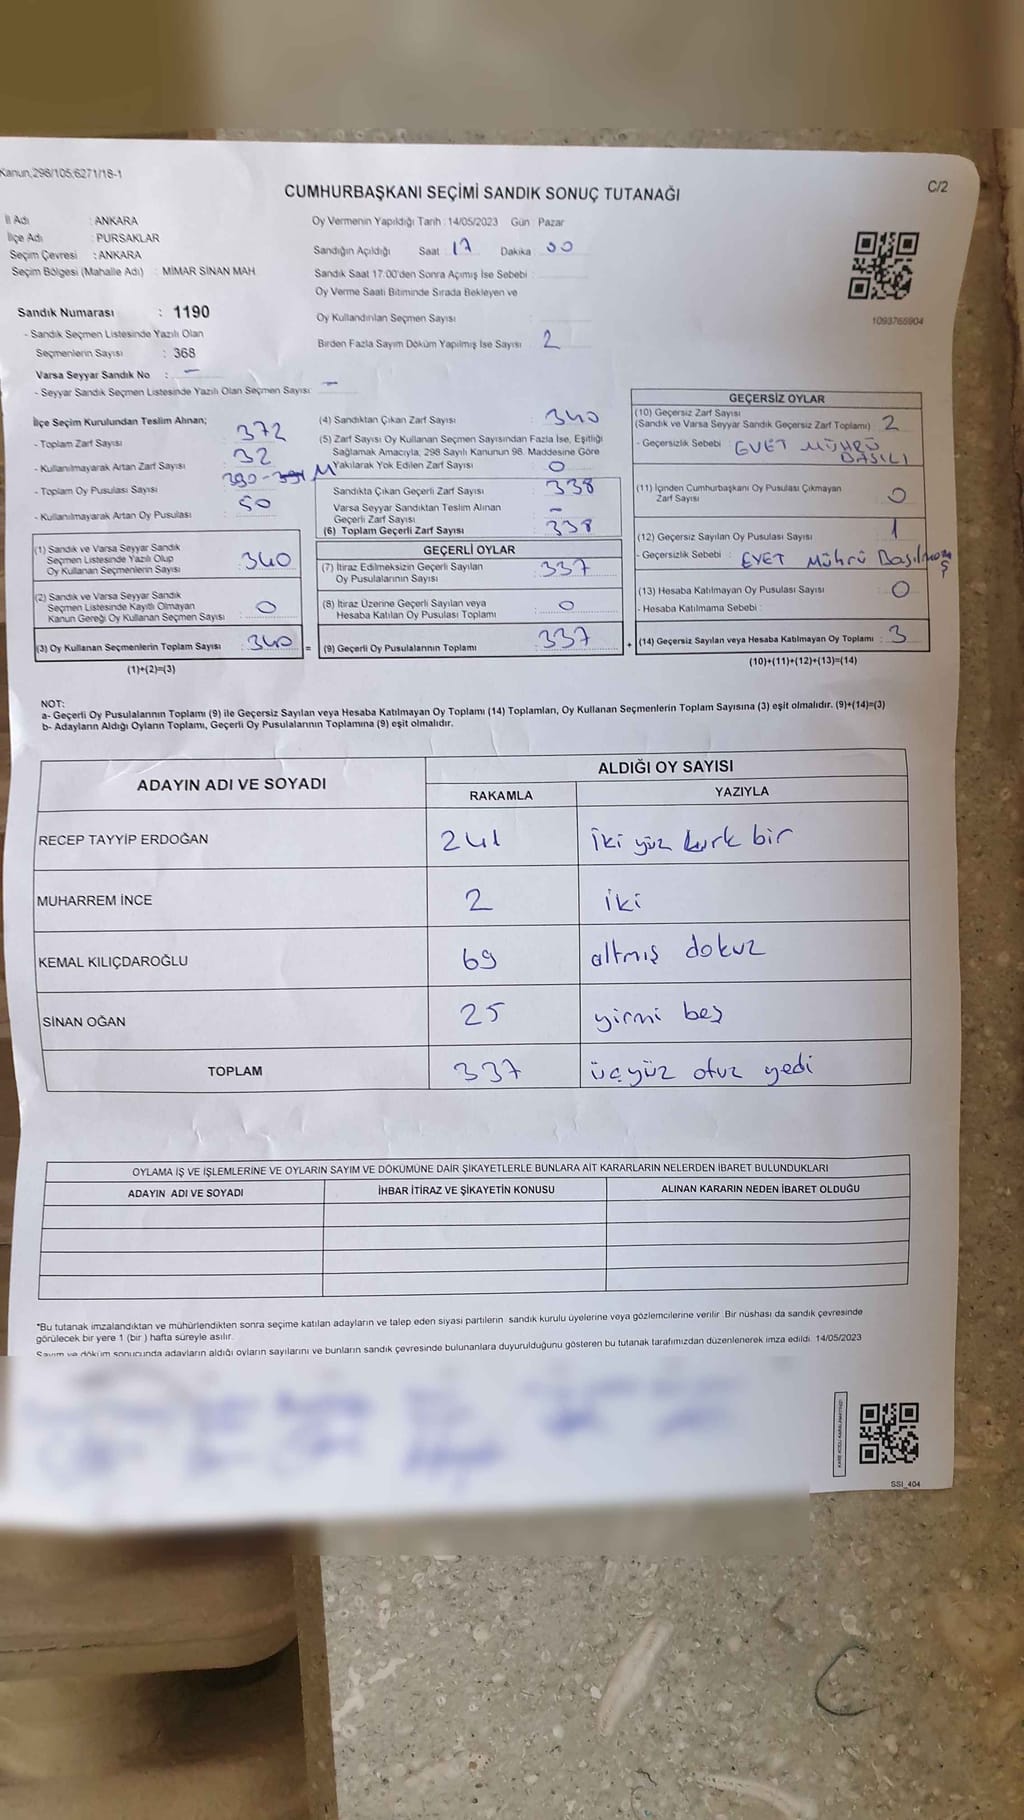 Kanun;298/105;6271/18-1
C/2
CUMHURBAŞKANI SEÇİMİ SANDIK SONUÇ TUTANAĞI
İl Adı : ANKARA
İlçe Adı : PURSAKLAR
Seçim Çevresi : ANKARA
Seçim Bölgesi (Mahalle Adı) : MİMAR SİNAN MAH.
Sandık Numarası : 1190
- Sandık Seçmen Listesinde Yazılı Olan
Seçmenlerin Sayısı : 368
Varsa Seyyar Sandık No : -
- Seyyar Sandık Seçmen Listesinde Yazılı Olan Seçmen Sayısı: -
Oy Vermenin Yapıldığı Tarih : 14/05/2023 Gün : Pazar
Sandığın Açıldığı Saat 17 Dakika 00
Sandık Saat 17:00'den Sonra Açımış İse Sebebi
Oy Verme Saati Bitiminde Sırada Bekleyen ve
Oy Kullandırılan Seçmen Sayısı
Birden Fazla Sayım Döküm Yapılmış İse Sayısı 2
1093765904
İlçe Seçim Kurulundan Teslim Alınan;
- Toplam Zarf Sayısı 372
- Kullanılmayarak Artan Zarf Sayısı 32
- Toplam Oy Pusulası Sayısı 390-
- Kullanılmayarak Artan Oy Pusulası 50
(1) Sandık ve Varsa Seyyar Sandık
Seçmen Listesinde Yazılı Olup
Oy Kullanan Seçmenlerin Sayısı 340
(2) Sandık ve Varsa Seyyar Sandık
Seçmen Listesinde Kayıtlı Olmayan
Kanun Gereği Oy Kullanan Seçmen Sayısı : 0
(3) Oy Kullanan Seçmenlerin Toplam Sayısı 340 =
(1)+(2)=(3)
(4) Sandıktan Çıkan Zarf Sayısı 340
(5) Zarf Sayısı Oy Kullanan Seçmen Sayısından Fazla İse, Eşitliği
Sağlamak Amacıyla, 298 Sayılı Kanunun 98. Maddesine Göre
Yakılarak Yok Edilen Zarf Sayısı 0
Sandıkta Çıkan Geçerli Zarf Sayısı 338
Varsa Seyyar Sandıktan Teslim Alınan
Geçerli Zarf Sayısı -
(6) Toplam Geçerli Zarf Sayısı 338
GEÇERLİ OYLAR
(7) İtiraz Edilmeksizin Geçerli Sayılan
Oy Pusulalarının Sayısı 337
(8) İtiraz Üzerine Geçerli Sayılan veya
Hesaba Katılan Oy Pusulası Toplamı 0
(9) Geçerli Oy Pusulalarının Toplamı 337 +
GEÇERSİZ OYLAR
(10) Geçersiz Zarf Sayısı
(Sandık ve Varsa Seyyar Sandık Geçersiz Zarf Toplamı) 2
- Geçersizlik Sebebi : EVET MÜHRÜ
BASILI
(11) İçinden Cumhurbaşkanı Oy Pusulası Çıkmayan
Zarf Sayısı 0
(12) Geçersiz Sayılan Oy Pusulası Sayısı 1
- Geçersizlik Sebebi : EVET Mührü Basılmamış
(13) Hesaba Katılmayan Oy Pusulası Sayısı 0
- Hesaba Katılmama Sebebi :
(14) Geçersiz Sayılan veya Hesaba Katılmayan Oy Toplamı : 3
(10)+(11)+(12)+(13)=(14)
NOT:
a- Geçerli Oy Pusulalarının Toplamı (9) ile Geçersiz Sayılan veya Hesaba Katılmayan Oy Toplamı (14) Toplamları, Oy Kullanan Seçmenlerin Toplam Sayısına (3) eşit olmalıdır. (9)+(14)=(3)
b- Adayların Aldığı Oyların Toplamı, Geçerli Oy Pusulalarının Toplamına (9) eşit olmalıdır.
ADAYIN ADI VE SOYADI ALDIĞI OY SAYISI
RAKAMLA YAZIYLA
RECEP TAYYİP ERDOĞAN 241 iki yüz kırk bir
MUHARREM İNCE 2 iki
KEMAL KILIÇDAROĞLU 69 altmış dokuz
SİNAN OĞAN 25 yirmi beş
TOPLAM 337 üçyüz otuz yedi
OYLAMA İŞ VE İŞLEMLERİNE VE OYLARIN SAYIM VE DÖKÜMÜNE DAİR ŞİKAYETLERLE BUNLARA AİT KARARLARIN NELERDEN İBARET BULUNDUKLARI
ADAYIN ADI VE SOYADI İHBAR İTİRAZ VE ŞİKAYETİN KONUSU ALINAN KARARIN NEDEN İBARET OLDUĞU
*Bu tutanak imzalandıktan ve mühürlendikten sonra seçime katılan adayların ve talep eden siyasi partilerin sandık kurulu üyelerine veya gözlemcilerine verilir. Bir nüshası da sandık çevresinde
görülecek bir yere 1 (bir) hafta süreyle asılır.
Sayım ve döküm sonucunda adayların aldığı oyların sayılarını ve bunların sandık çevresinde bulunanlara duyurulduğunu gösteren bu tutanak tarafımızdan düzenlenerek imza edildi. 14/05/2023
SSI_404